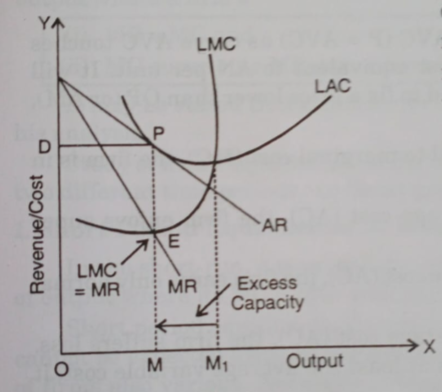 Y
LMC
LAC
P
D
Revenue/Cost
AR
E
LMC
= MR
MR
Excess
Capacity
O
M
M₁
Output
X